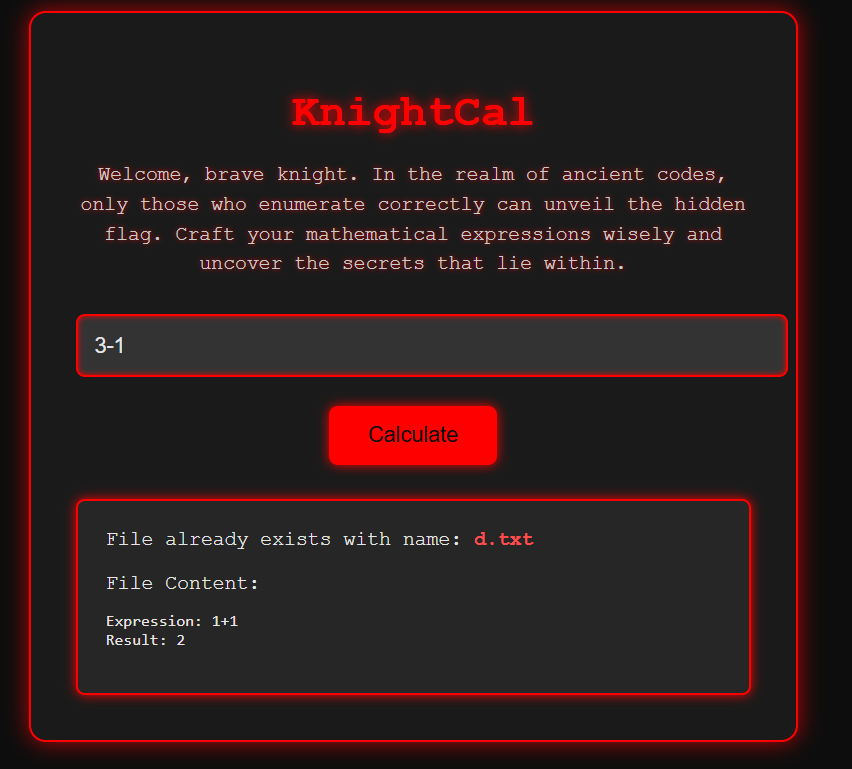 KnightCal
Welcome, brave knight. In the realm of ancient codes,
only those who enumerate correctly can unveil the hidden
flag. Craft your mathematical expressions wisely and
uncover the secrets that lie within.
3-1
Calculate
File already exists with name: d.txt
File Content:
Expression: 1+1
Result: 2